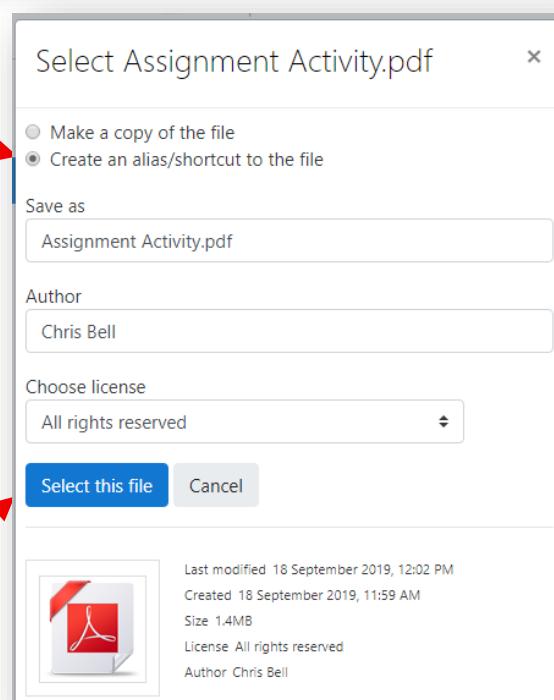 Select Assignment Activity.pdf ×
Make a copy of the file
Create an alias/shortcut to the file
Save as
Assignment Activity.pdf
Author
Chris Bell
Choose license
All rights reserved
Select this file Cancel
Last modified 18 September 2019, 12:02 PM
Created 18 September 2019, 11:59 AM
Size 1.4MB
License All rights reserved
Author Chris Bell